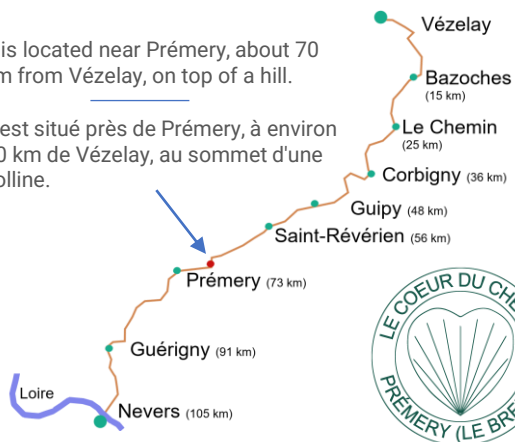 is located near Prémery, about 70
m from Vézelay, on top of a hill.
est situé près de Prémery, à environ
0 km de Vézelay, au sommet d'une
olline.
Vézelay
Bazoches
(15 km)
Le Chemin
(25 km)
Corbigny (36 km)
Guipy (48 km)
Saint-Révérien (56 km)
Prémery (73 km)
Guérigny (91 km)
Loire
Nevers (105 km)
LE COEUR DU CHE
PRÉMERY (LE BRE